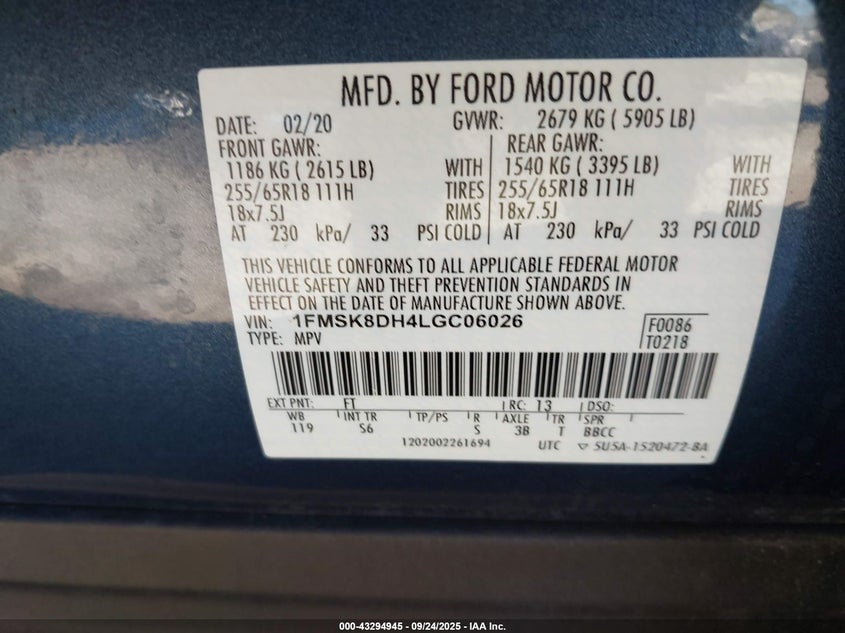 MFD. BY FORD MOTOR CO.
DATE: 02/20 GVWR: 2679 KG ( 5905 LB)
FRONT GAWR: REAR GAWR:
1186 KG ( 2615 LB) WITH 1540 KG ( 3395 LB) WITH
255/65R18 111H TIRES 255/65R18 111H TIRES
18x7.5J RIMS 18x7.5J RIMS
AT 230 kPa/ 33 PSI COLD AT 230 kPa/ 33 PSI COLD
THIS VEHICLE CONFORMS TO ALL APPLICABLE FEDERAL MOTOR
VEHICLE SAFETY AND THEFT PREVENTION STANDARDS IN
EFFECT ON THE DATE OF MANUFACTURE SHOWN ABOVE.
VIN: 1FMSK8DH4LGC06026 F0086
TYPE: MPV T0218
EXT PNT: FT RC: 13 DSO:
WB INT TR TP/PS R AXLE TR SPR
119 S6 S 3B T BBCC
1202002261694 UTC SU5A-1520472-BA
000-43294945 - 09/24/2025 - IAA Inc.